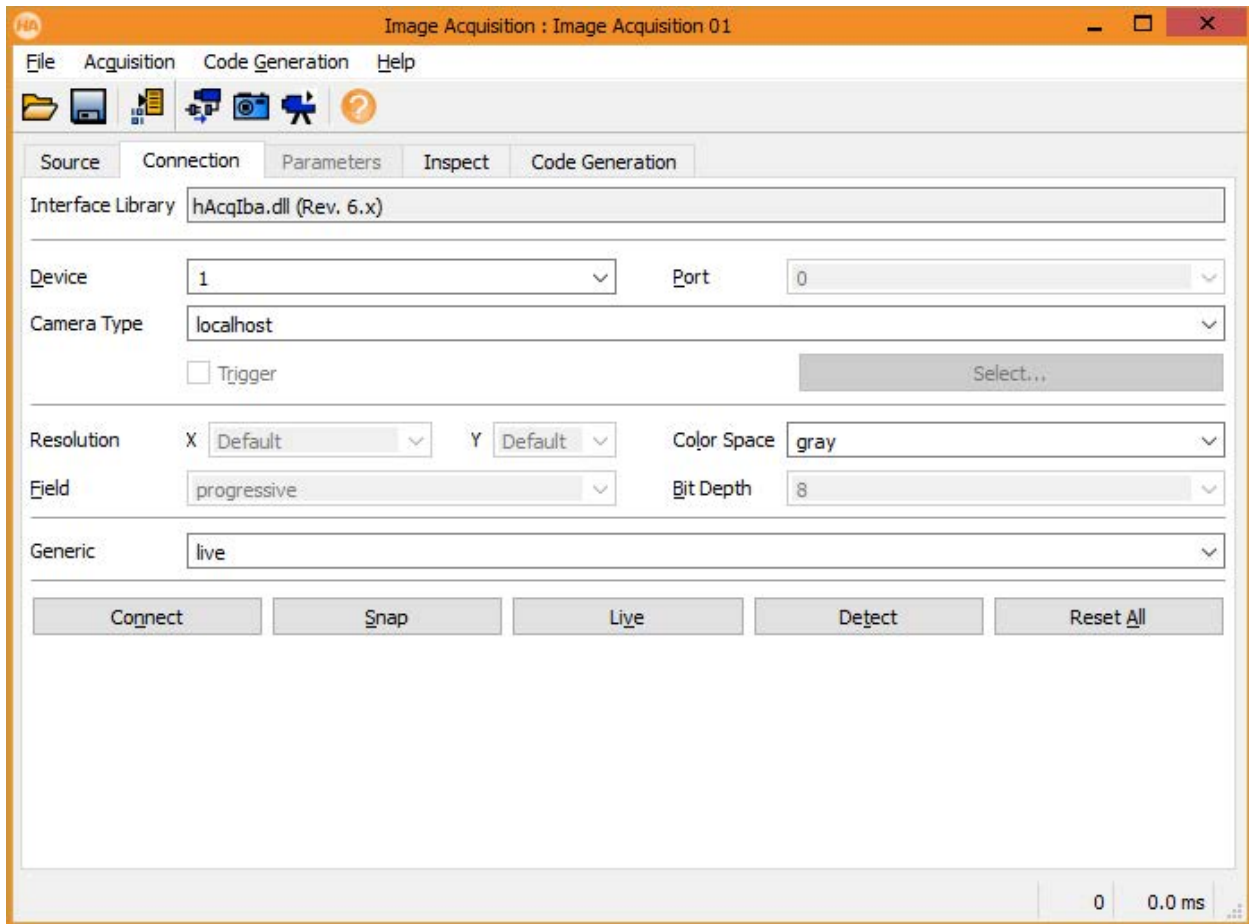 HA Image Acquisition : Image Acquisition 01
File Acquisition Code Generation Help
Source Connection Parameters Inspect Code Generation
Interface Library hAcqIba.dll (Rev. 6.x)
Device 1 Port 0
Camera Type localhost
Trigger Select...
Resolution X Default Y Default Color Space gray
Field progressive Bit Depth 8
Generic live
Connect Snap Live Detect Reset All
0 0.0 ms